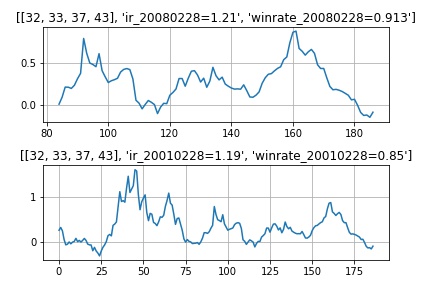 [[32, 33, 37, 43], 'ir_20080228=1.21', 'winrate_20080228=0.913']
0.5
0.0
80 100 120 140 160 180
[[32, 33, 37, 43], 'ir_20010228=1.19', 'winrate_20010228=0.85']
1
0
0 25 50 75 100 125 150 175